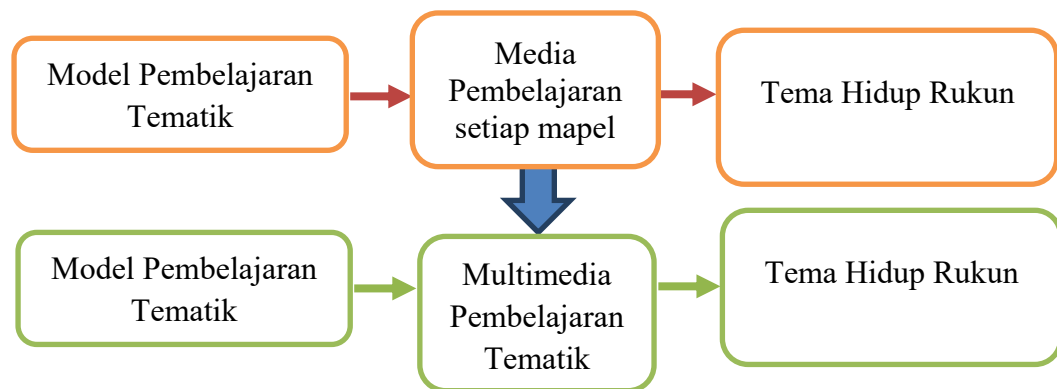 Model Pembelajaran
Tematik
Media
Pembelajaran
setiap mapel
Tema Hidup Rukun
Model Pembelajaran
Tematik
Multimedia
Pembelajaran
Tematik
Tema Hidup Rukun